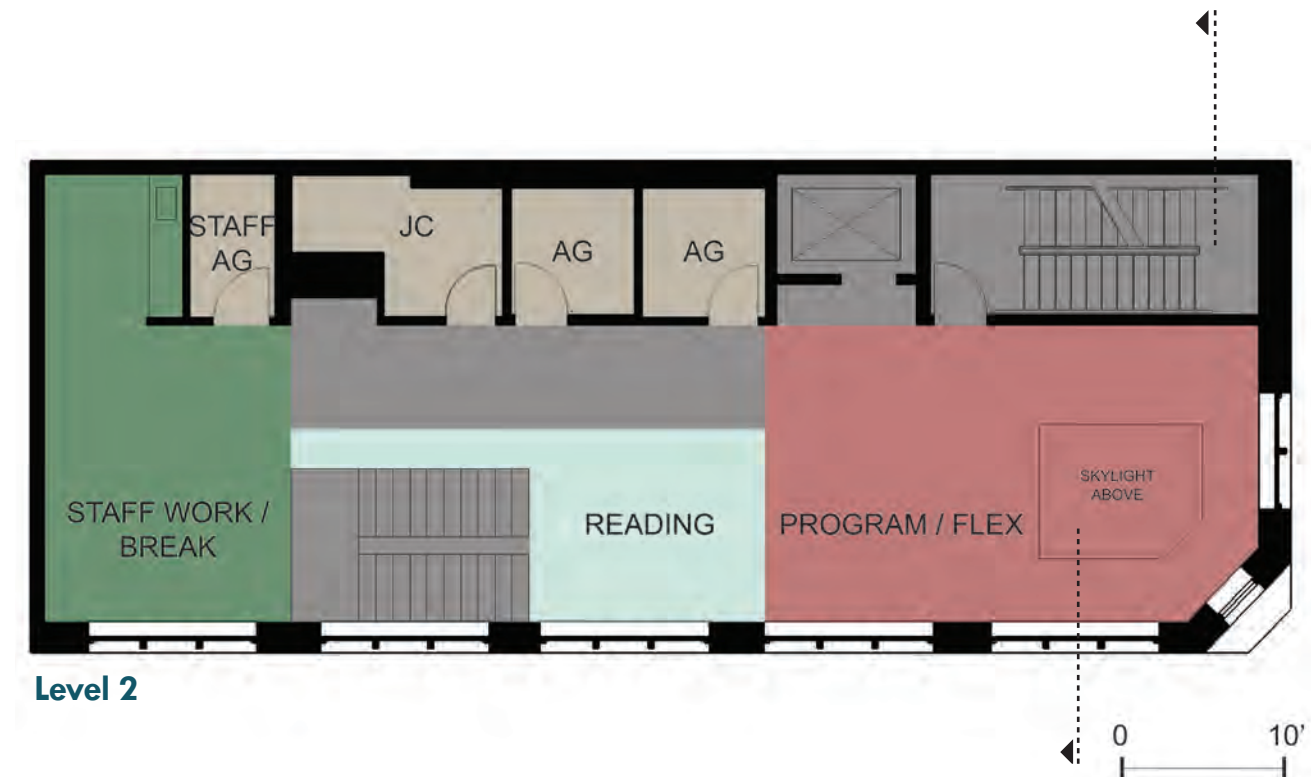 STAFF
AG
JC
AG
AG
STAFF WORK /
BREAK
READING
PROGRAM / FLEX
SKYLIGHT
ABOVE
Level 2
0
10'